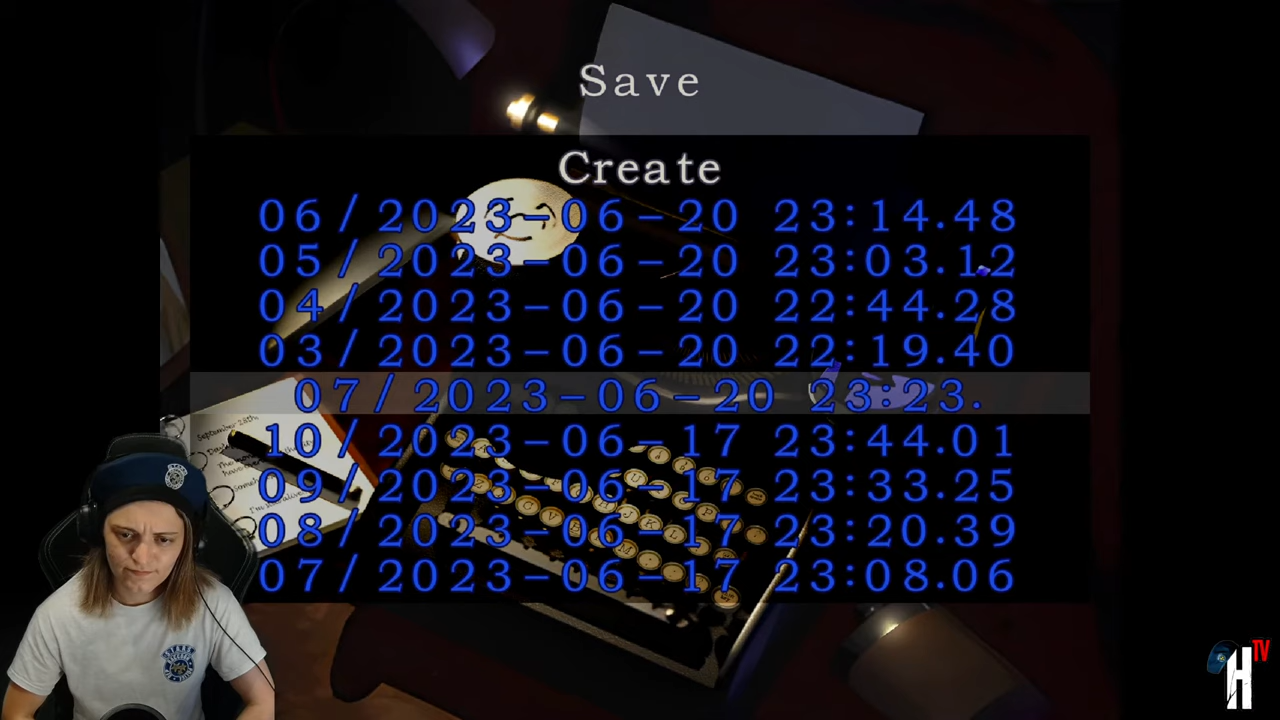 Save
Create
06/2023-06-20 23:14.48
05/2023-06-20 23:03.12
04/2023-06-20 22:44.28
03/2023-06-20 22:19.40
07/2023-06-20 23:23.
10/2023-06-17 23:44.01
09/2023-06-17 23:33.25
08/2023-06-17 23:20.39
07/2023-06-17 23:08.06
September 28th.
H TV